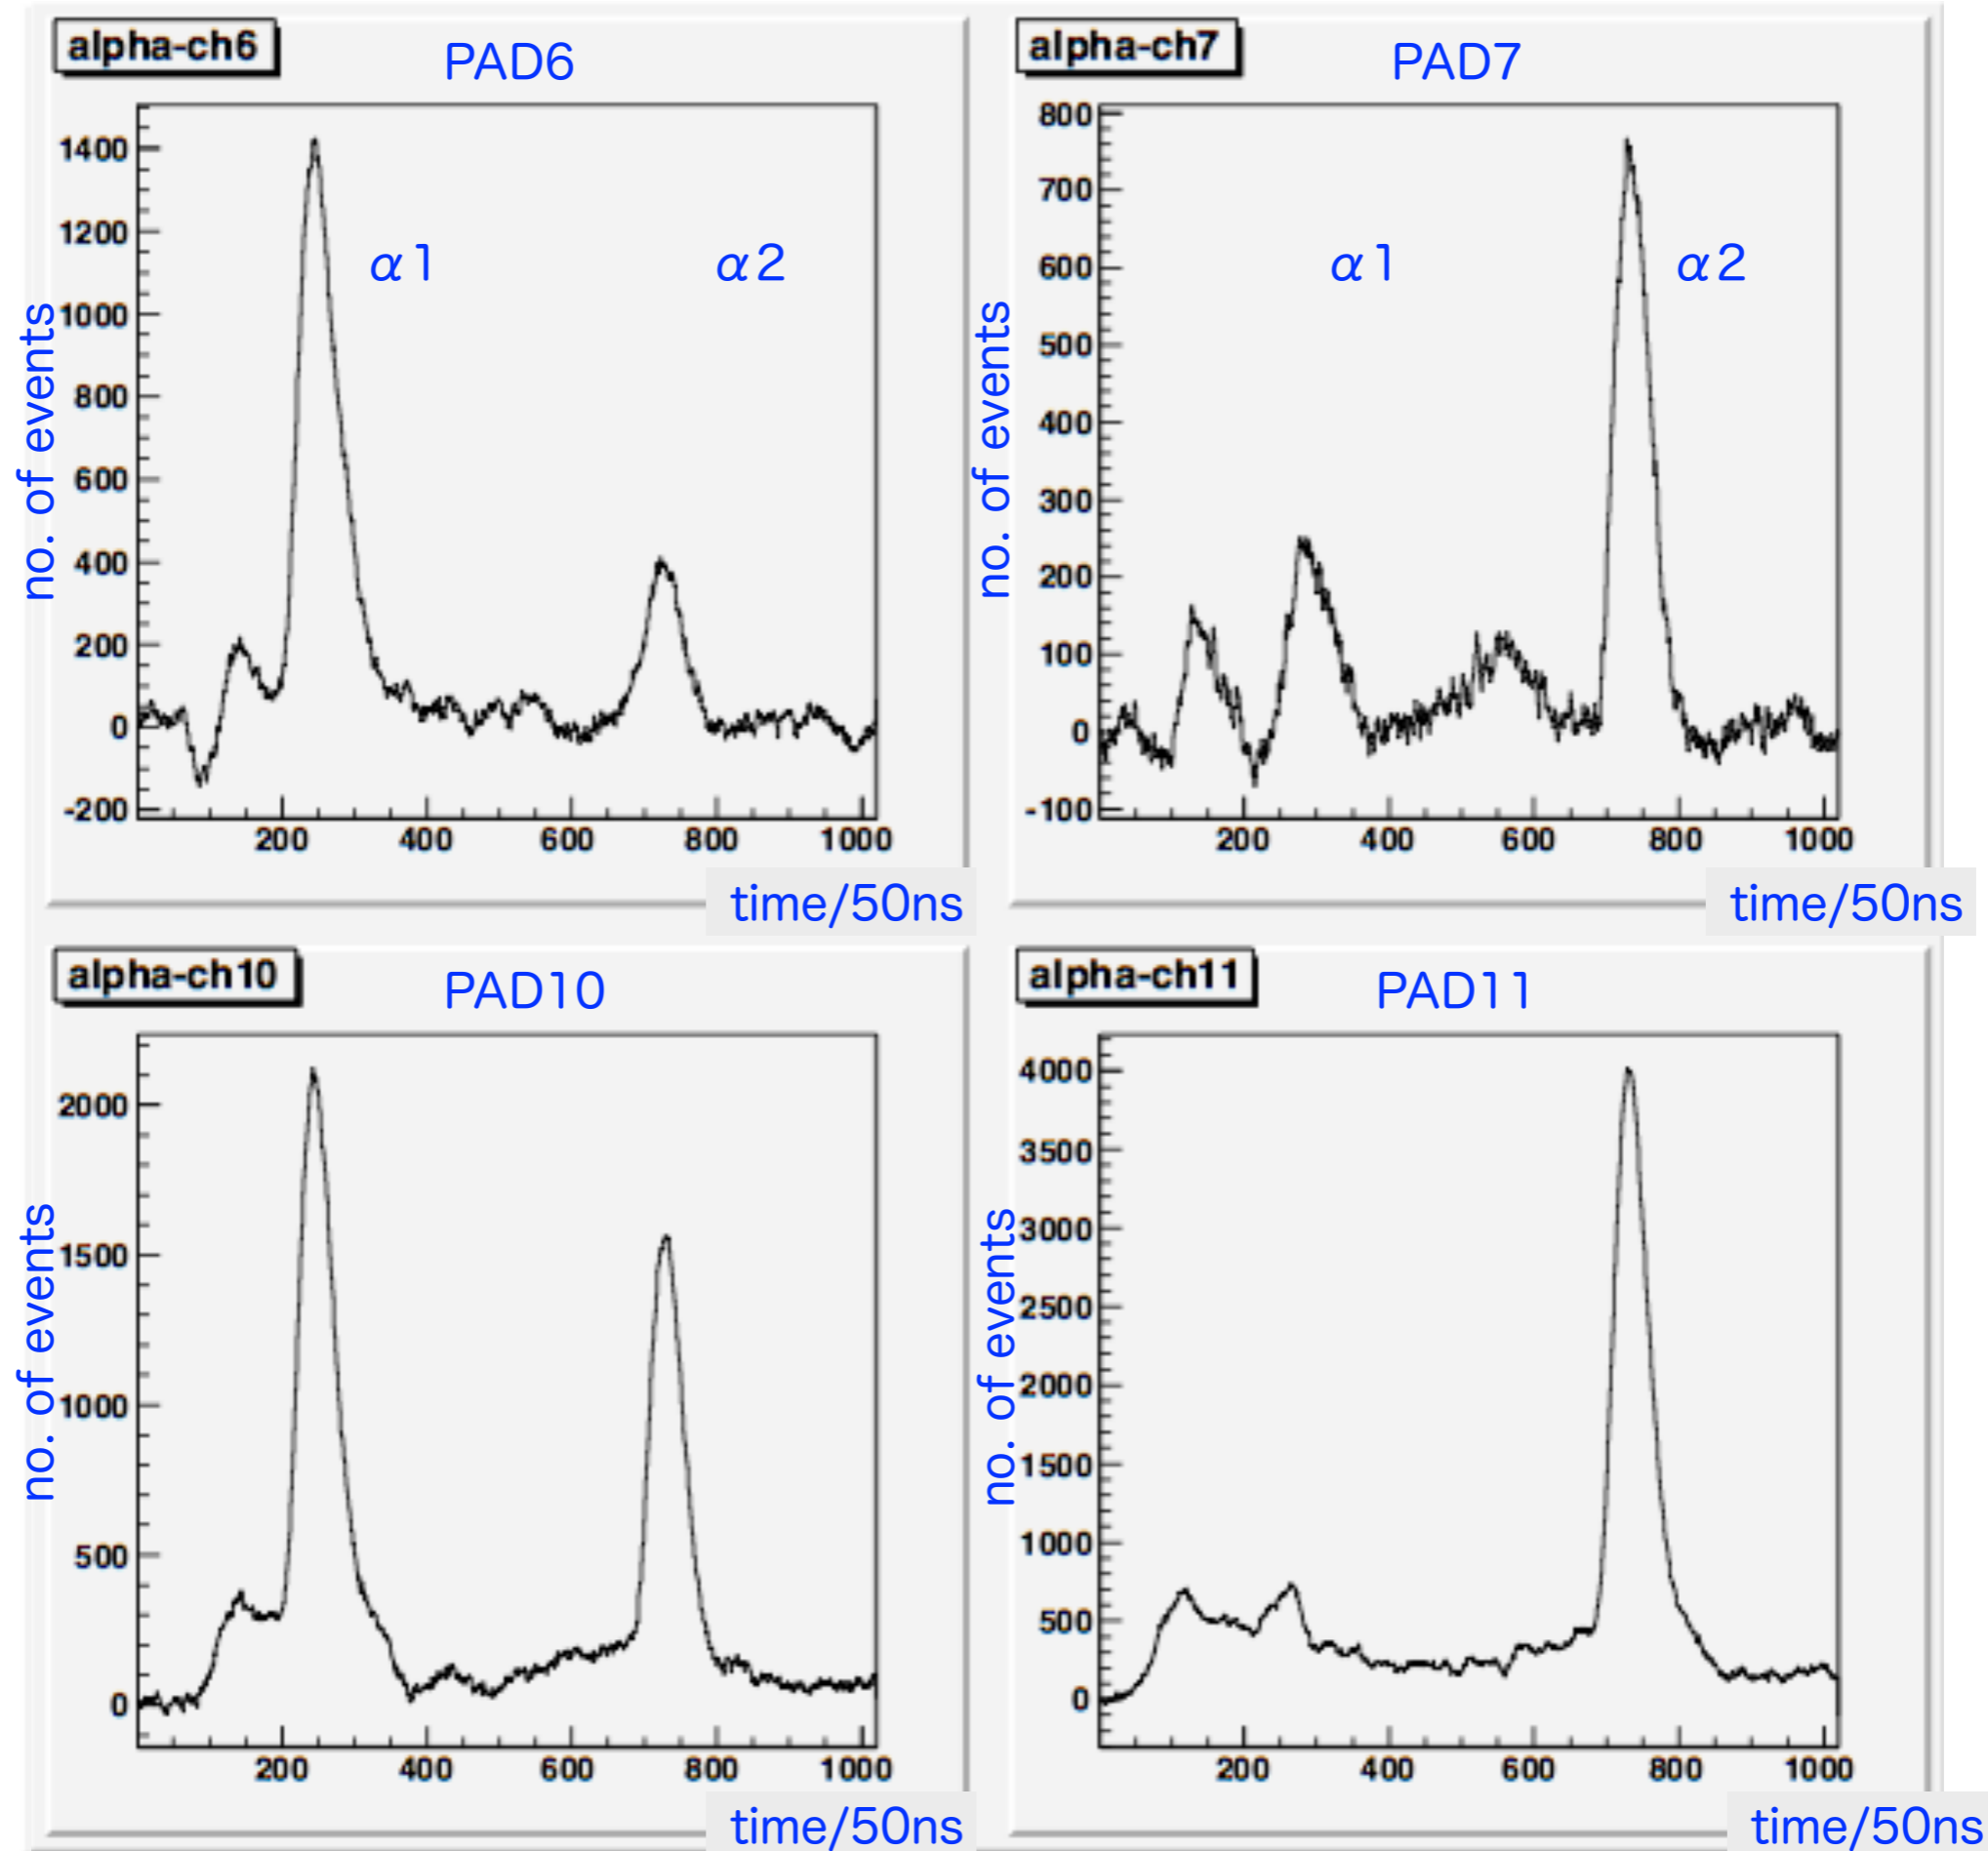 alpha-ch6
PAD6
1400
1200
1000
800
600
400
200
0
-200
200 400 600 800 1000
no. of events
α1
α2
time/50ns
alpha-ch7
PAD7
800
700
600
500
400
300
200
100
0
-100
200 400 600 800 1000
no. of events
α1
α2
time/50ns
alpha-ch10
PAD10
2000
1500
1000
500
0
200 400 600 800 1000
no. of events
time/50ns
alpha-ch11
PAD11
4000
3500
3000
2500
2000
1500
1000
500
0
200 400 600 800 1000
no. of events
time/50ns